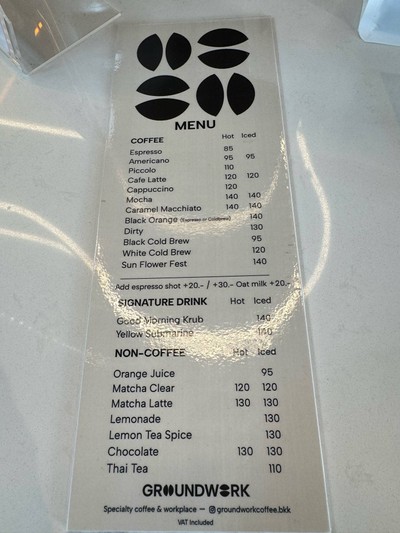 MENU
COFFEE Hot Iced
Espresso 85
Americano 95 95
Piccolo 110
Cafe Latte 120 120
Cappuccino 120
Mocha 140 140
Caramel Macchiato 140 140
Black Orange (Espresso or Coldbrew) 140
Dirty 130
Black Cold Brew 95
White Cold Brew 120
Sun Flower Fest 140
Add espresso shot +20.- / +30.- Oat milk +20.-
SIGNATURE DRINK Hot Iced
Good Morning Krub 140
Yellow Submarine 140
NON-COFFEE Hot Iced
Orange Juice 95
Matcha Clear 120 120
Matcha Latte 130 130
Lemonade 130
Lemon Tea Spice 130
Chocolate 130 130
Thai Tea 110
GROUNDWORK
Specialty coffee & workplace — groundworkcoffee.bkk
VAT Included